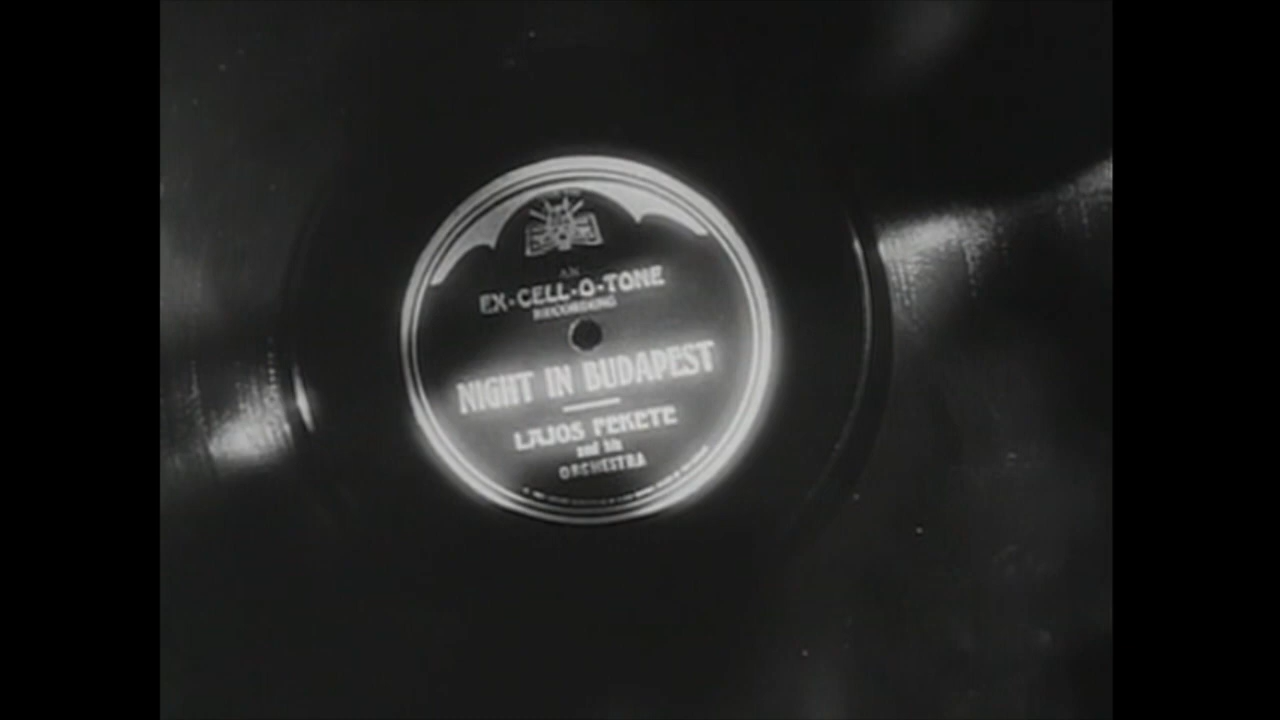 AN
EX-CELL-O-TONE
RECORDING
NIGHT IN BUDAPEST
LAJOS FEKETE
and his
ORCHESTRA